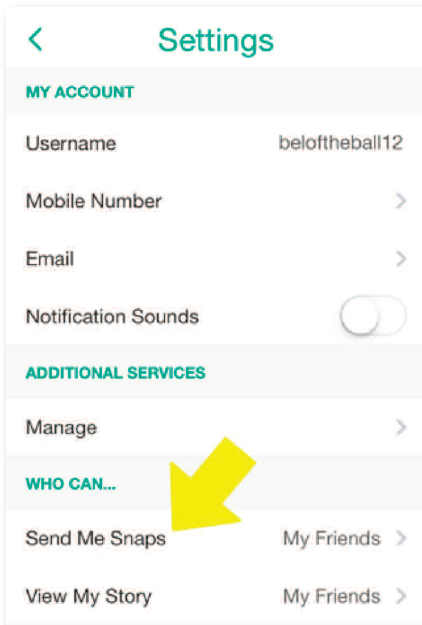 Settings
MY ACCOUNT
Username beloftheball12
Mobile Number
Email
Notification Sounds
ADDITIONAL SERVICES
Manage
WHO CAN...
Send Me Snaps My Friends
View My Story My Friends